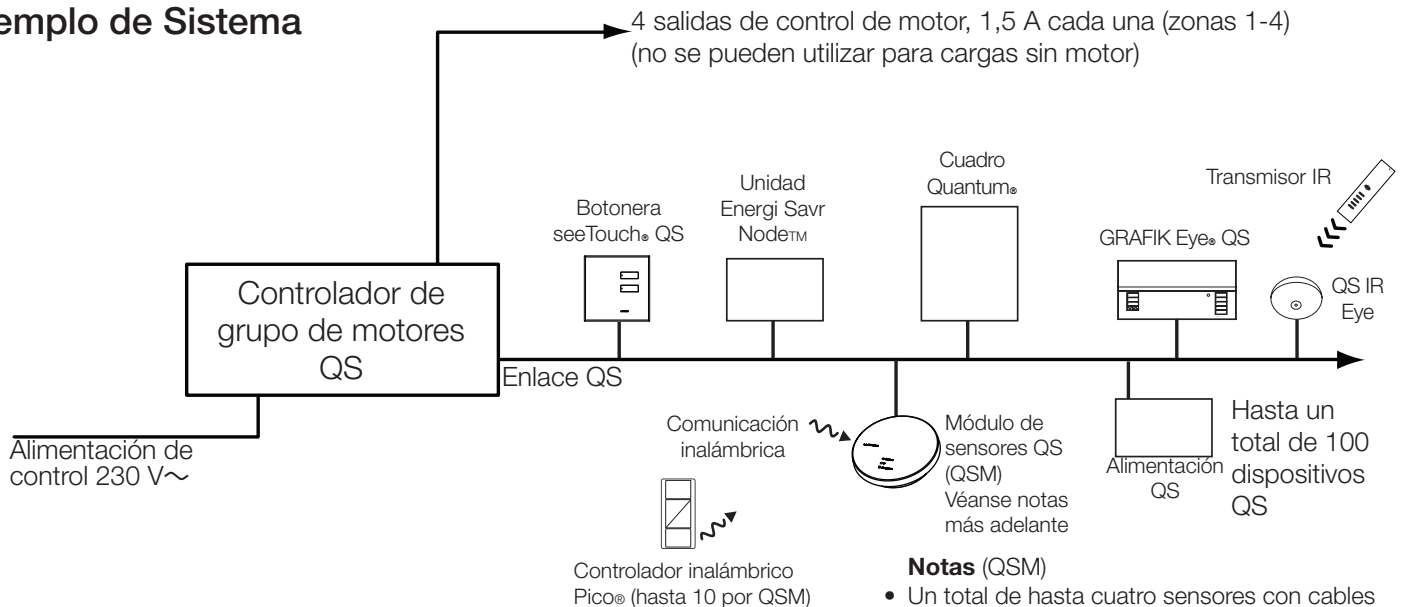 emplo de Sistema
4 salidas de control de motor, 1,5 A cada una (zonas 1-4)
(no se pueden utilizar para cargas sin motor)
Botonera
seeTouch® QS
Unidad
Energi Savr
Node™
Cuadro
Quantum®
GRAFIK Eye® QS
Transmisor IR
QS IR
Eye
Controlador de
grupo de motores
QS
Enlace QS
Alimentación de
control 230 V~
Comunicación
inalámbrica
Módulo de
sensores QS
(QSM)
Véanse notas
más adelante
Alimentación
QS
Hasta un
total de 100
dispositivos
QS
Controlador inalámbrico
Pico® (hasta 10 por QSM)
Notas (QSM)
• Un total de hasta cuatro sensores con cables